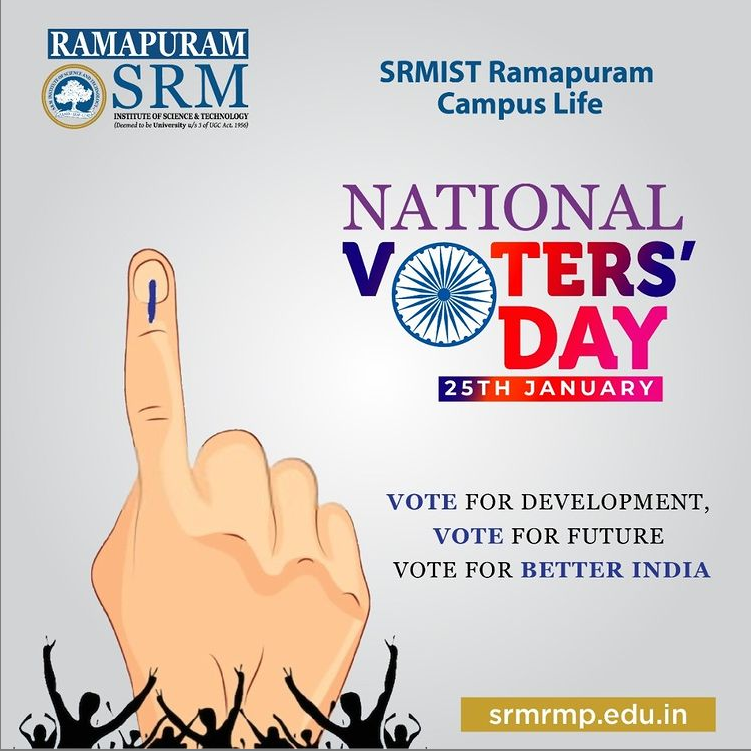 RAMAPURAM
SRM
INSTITUTE OF SCIENCE & TECHNOLOGY
(Deemed to be University u/s 3 of UGC Act, 1956)
SRMIST Ramapuram
Campus Life
NATIONAL
VOTERS'
DAY
25TH JANUARY
VOTE FOR DEVELOPMENT,
VOTE FOR FUTURE
VOTE FOR BETTER INDIA
srmrmp.edu.in